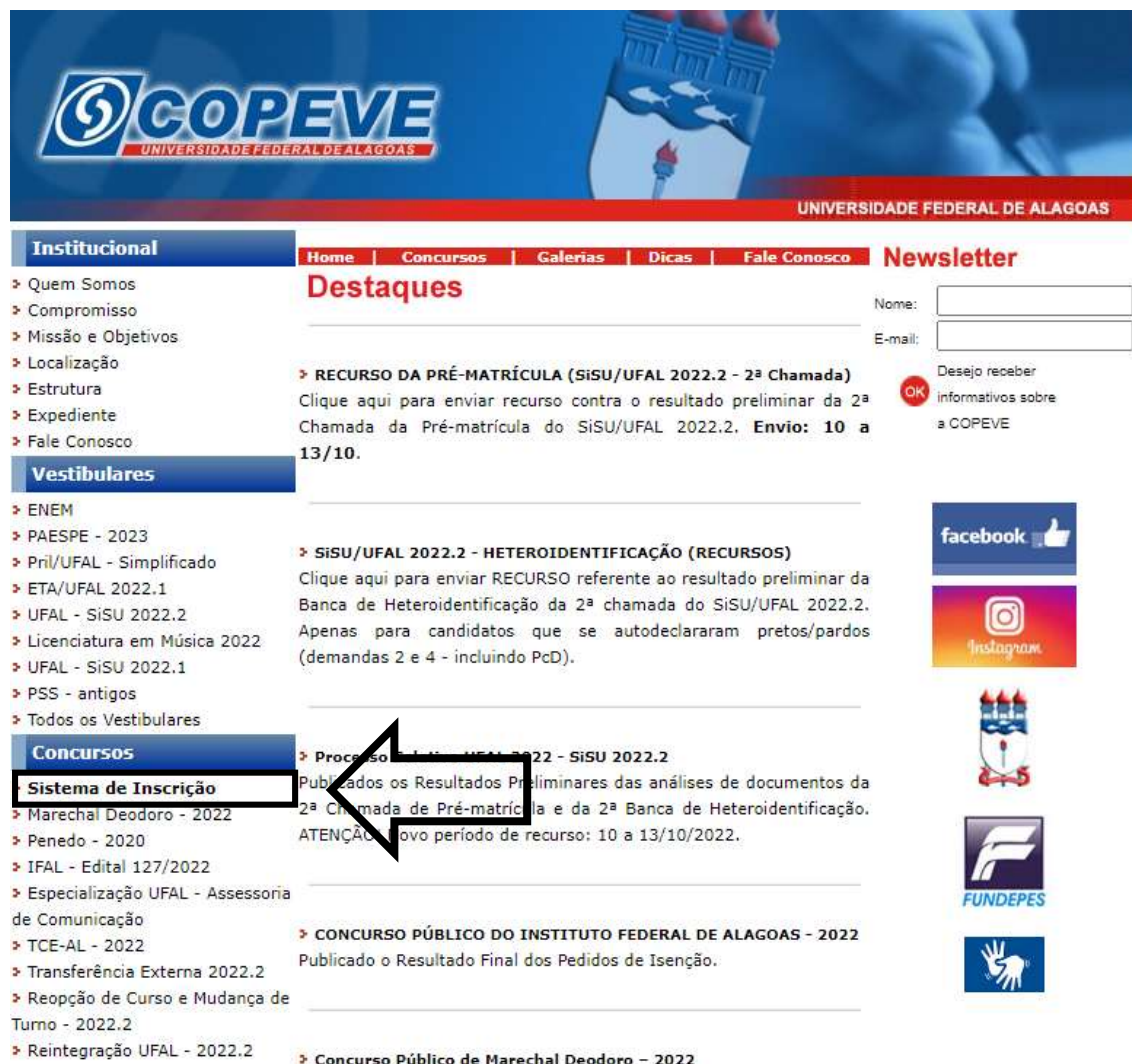 COPEVE
UNIVERSIDADE FEDERAL DE ALAGOAS
UNIVERSIDADE FEDERAL DE ALAGOAS
Institucional
Quem Somos
Compromisso
Missão e Objetivos
Localização
Estrutura
Expediente
Fale Conosco
Vestibulares
ENEM
PAESPE - 2023
Pril/UFAL - Simplificado
ETA/UFAL 2022.1
UFAL - SiSU 2022.2
Licenciatura em Música 2022
UFAL - SiSU 2022.1
PSS - antigos
Todos os Vestibulares
Concursos
Sistema de Inscrição
Marechal Deodoro - 2022
Penedo - 2020
IFAL - Edital 127/2022
Especialização UFAL - Assessoria
de Comunicação
TCE-AL - 2022
Transferência Externa 2022.2
Reopção de Curso e Mudança de
Turno - 2022.2
Reintegração UFAL - 2022.2
Home | Concursos | Galerias | Dicas | Fale Conosco
Destaques
RECURSO DA PRÉ-MATRÍCULA (SiSU/UFAL 2022.2 - 2ª Chamada)
Clique aqui para enviar recurso contra o resultado preliminar da 2ª
Chamada da Pré-matrícula do SiSU/UFAL 2022.2. Envio: 10 a
13/10.
SiSU/UFAL 2022.2 - HETEROIDENTIFICAÇÃO (RECURSOS)
Clique aqui para enviar RECURSO referente ao resultado preliminar da
Banca de Heteroidentificação da 2ª chamada do SiSU/UFAL 2022.2.
Apenas para candidatos que se autodeclararam pretos/pardos
(demandas 2 e 4 - incluindo PcD).
Processo Seletivo UFAL 2022 - SiSU 2022.2
Publicados os Resultados Preliminares das análises de documentos da
2ª Chamada de Pré-matrícula e da 2ª Banca de Heteroidentificação.
ATENÇÃO! Novo período de recurso: 10 a 13/10/2022.
CONCURSO PÚBLICO DO INSTITUTO FEDERAL DE ALAGOAS - 2022
Publicado o Resultado Final dos Pedidos de Isenção.
Concurso Público de Marechal Deodoro – 2022
Newsletter
Nome:
E-mail:
OK
Desejo receber
informativos sobre
a COPEVE
facebook
Instagram
FUNDEPES